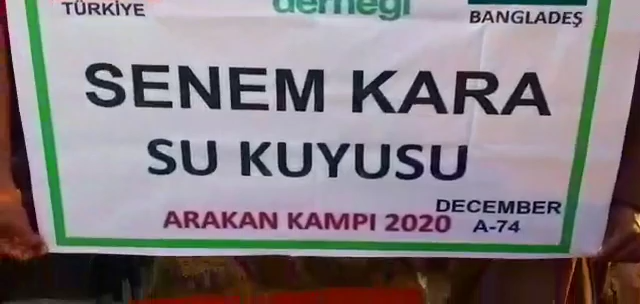 TÜRKİYE derneği BANGLADEŞ
SENEM KARA
SU KUYUSU
ARAKAN KAMPI 2020 DECEMBER
A-74